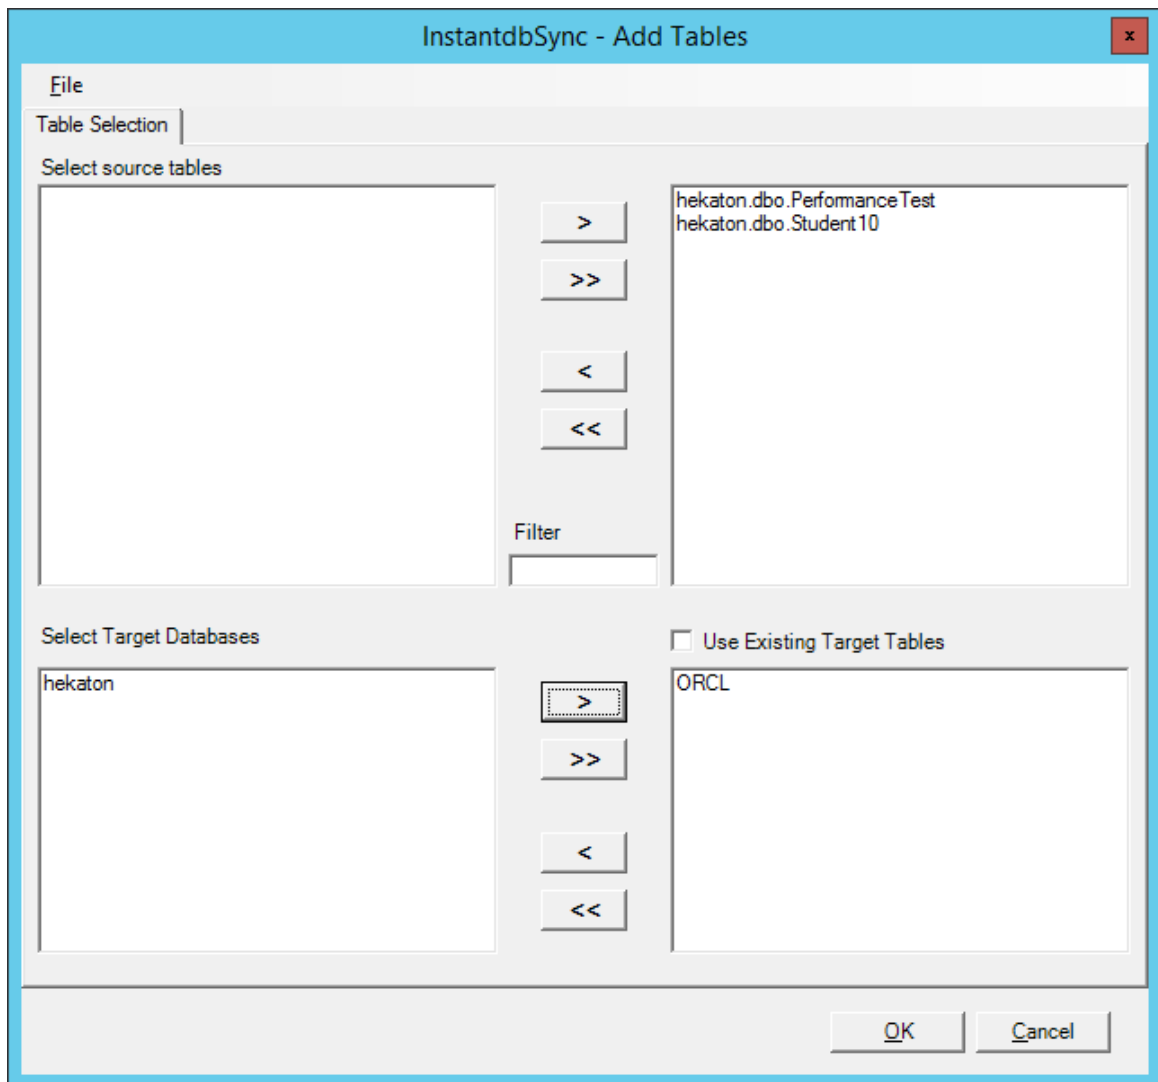 InstantdbSync - Add Tables
x
File
Table Selection
Select source tables
hekaton.dbo.PerformanceTest
hekaton.dbo.Student10
>
>>
<
<<
Filter
Select Target Databases
Use Existing Target Tables
hekaton
ORCL
>
>>
<
<<
OK
Cancel